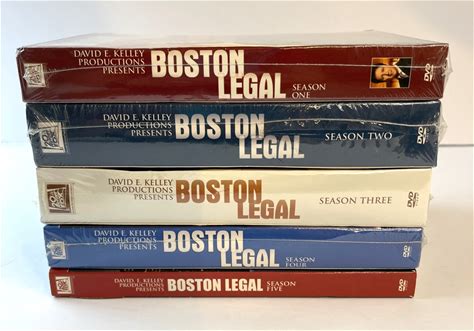 DAVID E. KELLEY
PRODUCTIONS
PRESENTS
BOSTON
LEGAL
SEASON
ONE
DVD
DAVID E. KELLEY
PRODUCTIONS
PRESENTS
BOSTON
LEGAL
SEASON TWO
DVD
DAVID E. KELLEY
PRODUCTIONS
PRESENTS
BOSTON
LEGAL
SEASON THREE
DVD
DAVID E. KELLEY
PRODUCTIONS
PRESENTS
BOSTON
LEGAL
SEASON
FOUR
DVD
DAVID E. KELLEY
PRODUCTIONS
PRESENTS
BOSTON LEGAL
SEASON
FIVE
DVD